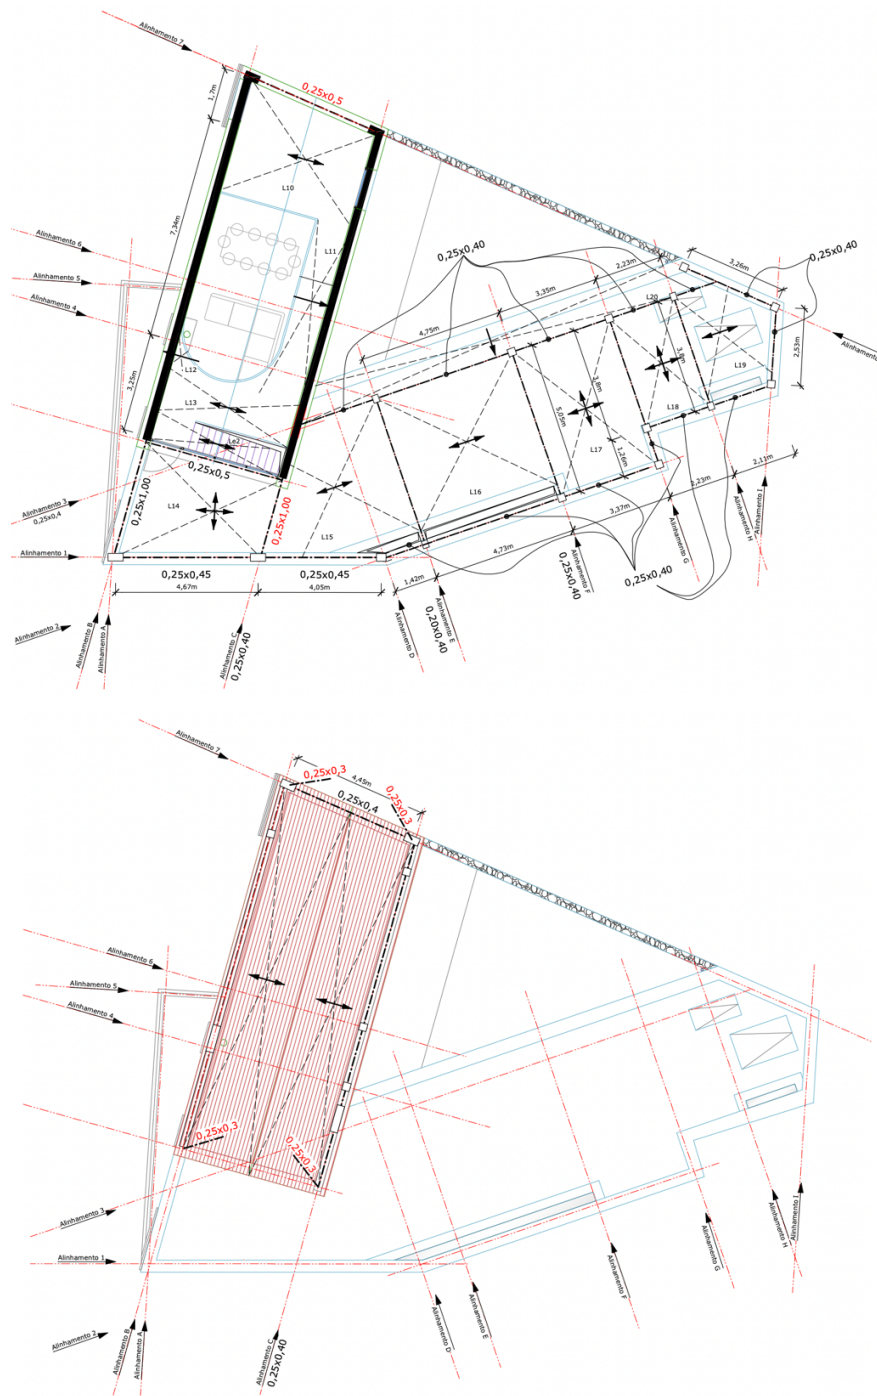 Alinhamento 7
1,7m
0,25x0,5
L10
7,34m
Alinhamento 6
Alinhamento 5
Alinhamento 4
L11
0,25x0,40
2,23m
3,26m
0,25x0,40
3,35m
L20
4,75m
2,53m
3,8m
L19
L12
3,25m
L13
3,8m
5,05m
L18
Le2
L17
1,26m
0,25x0,5
2,11m
0,25x1,00
L16
2,23m
Alinhamento 3
0,25x0,4
L14
0,25x1,00
3,37m
L15
4,73m
Alinhamento 1
0,25x0,45
0,25x0,45
4,67m
4,05m
1,42m
0,25x0,40
Alinhamento 2
Alinhamento B
Alinhamento A
Alinhamento C
0,25x0,40
Alinhamento D
Alinhamento E
0,20x0,40
Alinhamento F
0,25x0,40
Alinhamento G
Alinhamento H
Alinhamento I
Alinhamento
Alinhamento 7
0,25x0,3
4,45m
0,25x0,4
0,25x0,3
Alinhamento 6
Alinhamento 5
Alinhamento 4
0,25x0,3
0,25x0,3
Alinhamento 3
Alinhamento 1
Alinhamento 2
Alinhamento B
Alinhamento A
Alinhamento C
0,25x0,40
Alinhamento D
Alinhamento E
Alinhamento F
Alinhamento G
Alinhamento H
Alinhamento I